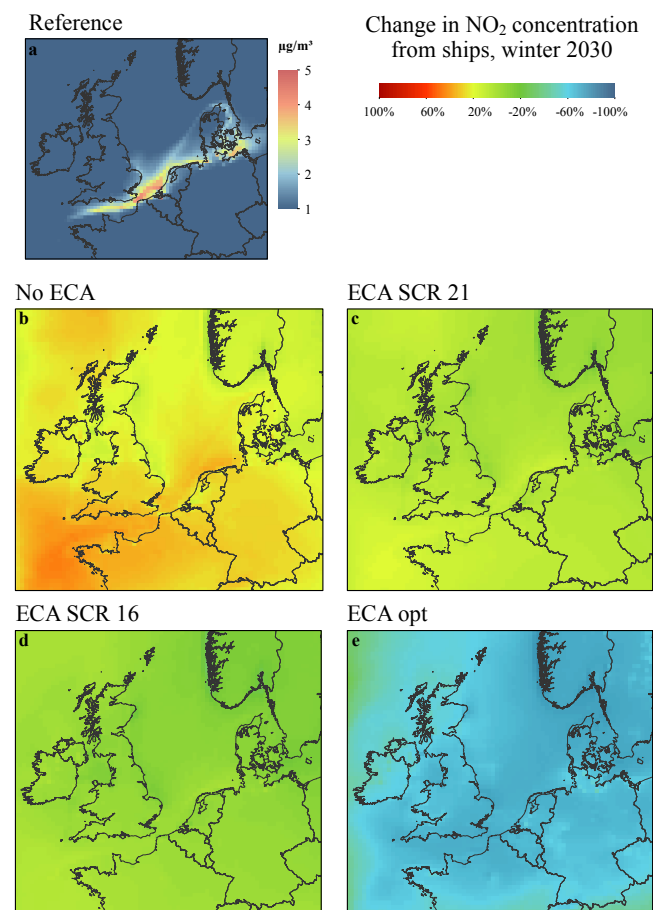 Reference
Change in NO₂ concentration
from ships, winter 2030
a
µg/m³
5
4
3
2
1
100% 60% 20% -20% -60% -100%
No ECA
ECA SCR 21
b
c
ECA SCR 16
ECA opt
d
e